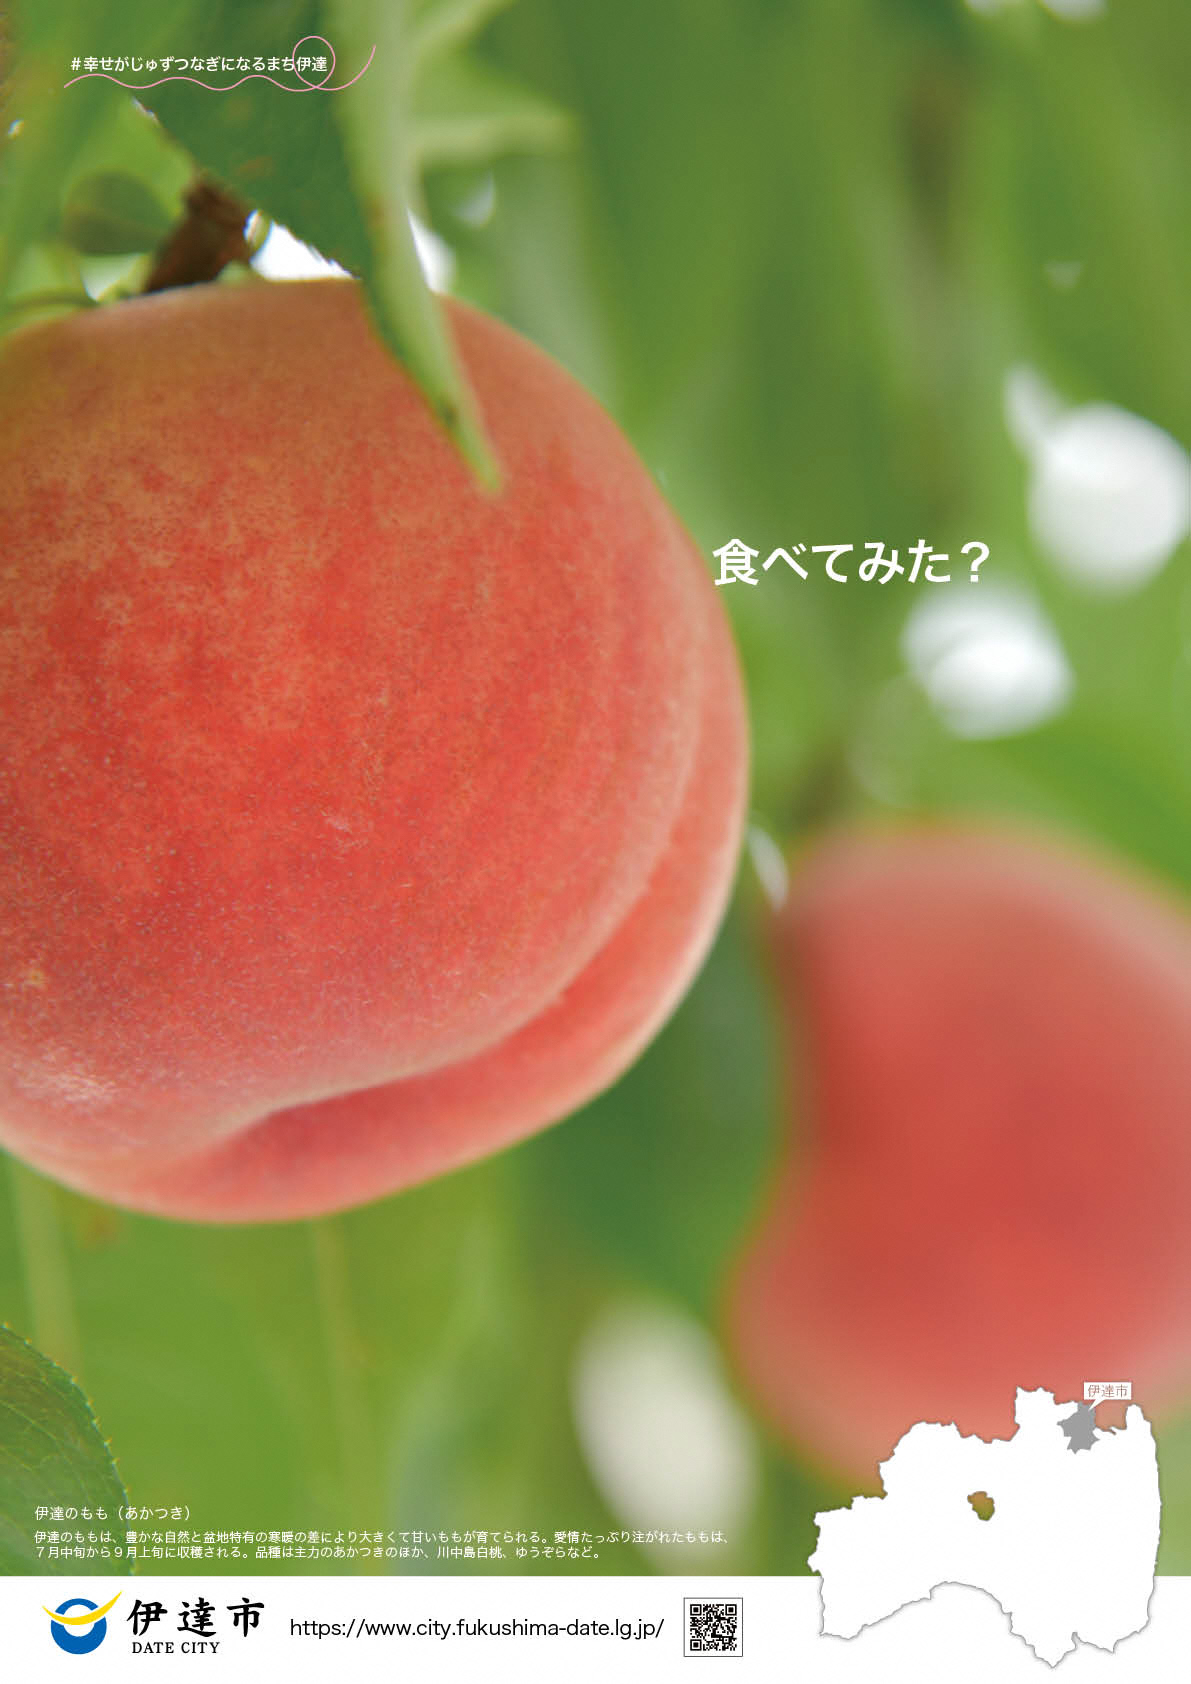 #幸せがじゅずつなぎになるまち伊達
食べてみた？
伊達市
伊達のもも（あかつき）
伊達のももは、豊かな自然と盆地特有の寒暖の差により大きくて甘いももが育てられる。愛情たっぷり注がれたももは、
７月中旬から９月上旬に収穫される。品種は主力のあかつきのほか、川中島白桃、ゆうぞらなど。
伊達市
DATE CITY
https://www.city.fukushima-date.lg.jp/